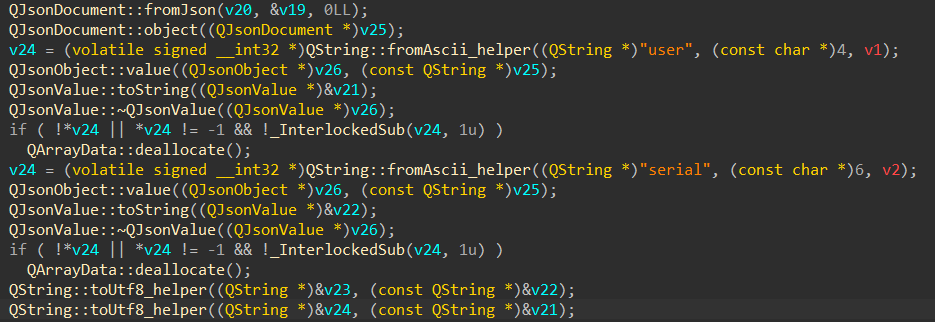 QJsonDocument::fromJson(v20, &v19, 0LL);
QJsonDocument::object((QJsonDocument *)v25);
v24 = (volatile signed __int32 *)QString::fromAscii_helper((QString *)"user", (const char *)4, v1);
QJsonObject::value((QJsonObject *)v26, (const QString *)v25);
QJsonValue::toString((QJsonValue *)&v21);
QJsonValue::~QJsonValue((QJsonValue *)v26);
if ( !*v24 || *v24 != -1 && !_InterlockedSub(v24, 1u) )
  QArrayData::deallocate();
v24 = (volatile signed __int32 *)QString::fromAscii_helper((QString *)"serial", (const char *)6, v2);
QJsonObject::value((QJsonObject *)v26, (const QString *)v25);
QJsonValue::toString((QJsonValue *)&v22);
QJsonValue::~QJsonValue((QJsonValue *)v26);
if ( !*v24 || *v24 != -1 && !_InterlockedSub(v24, 1u) )
  QArrayData::deallocate();
QString::toUtf8_helper((QString *)&v23, (const QString *)&v22);
QString::toUtf8_helper((QString *)&v24, (const QString *)&v21);